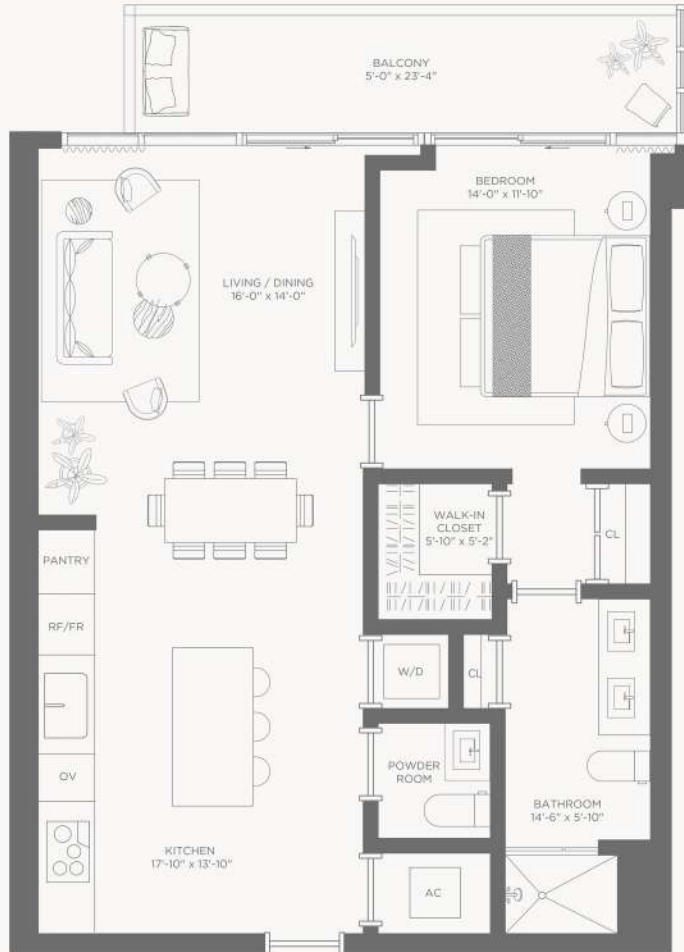 BALCONY
5'-0" x 23'-4"
BEDROOM
14'-0" x 11'-10"
LIVING / DINING
16'-0" x 14'-0"
WALK-IN
CLOSET
5'-10" x 5'-2"
CL
PANTRY
RF/FR
W/D
CL
OV
POWDER
ROOM
BATHROOM
14'-6" x 5'-10"
KITCHEN
17'-10" x 13'-10"
AC